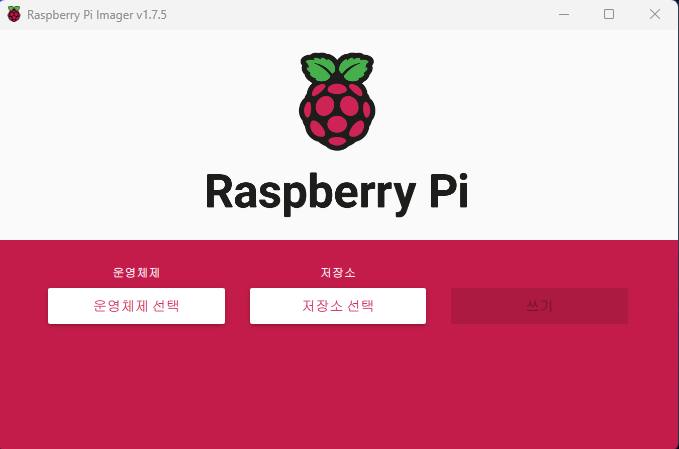 Raspberry Pi Imager v1.7.5
Raspberry Pi
운영체제
저장소
운영체제 선택
저장소 선택
쓰기